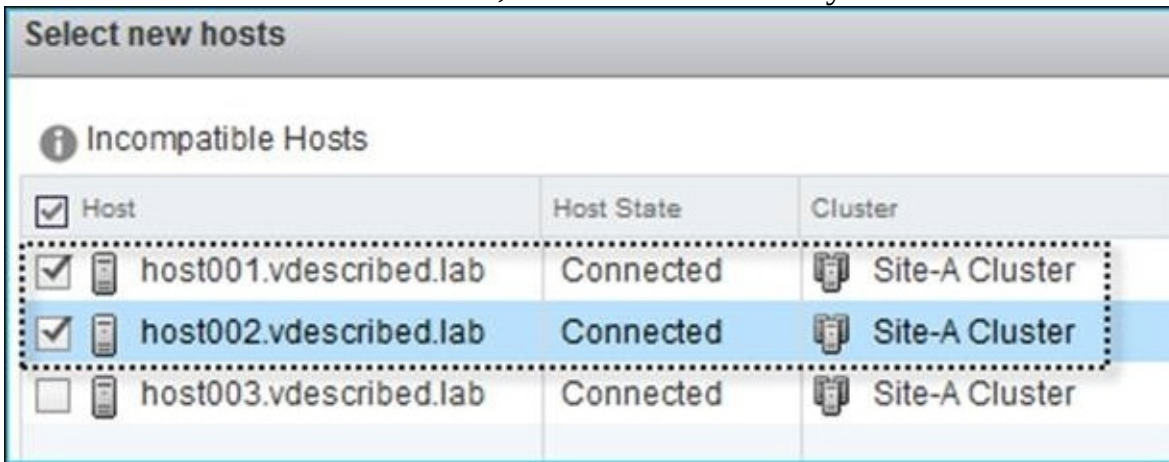 Select new hosts
Incompatible Hosts
Host Host State Cluster
host001.vdescribed.lab Connected Site-A Cluster
host002.vdescribed.lab Connected Site-A Cluster
host003.vdescribed.lab Connected Site-A Cluster